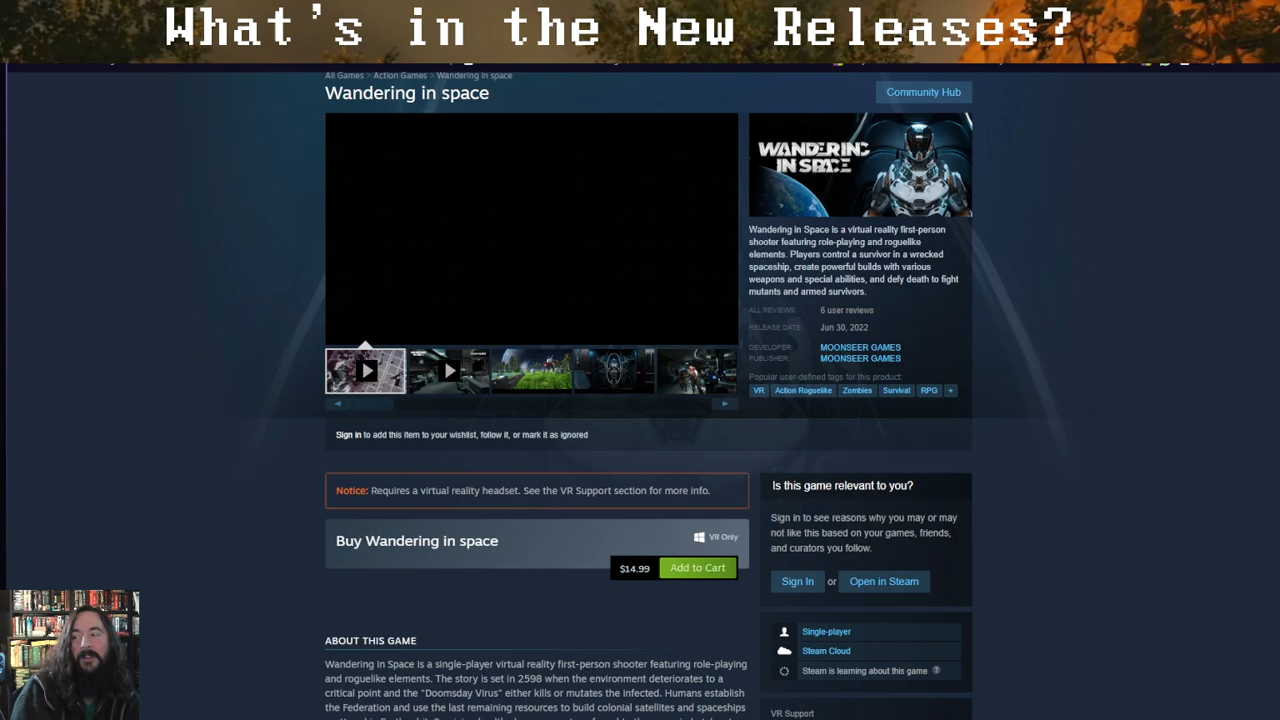 What's in the New Releases?
All Games > Action Games > Wandering in space
Wandering in space
Community Hub
WANDERING
IN SPACE
Wandering in Space is a virtual reality first-person
shooter featuring role-playing and roguelike
elements. Players control a survivor in a wrecked
spaceship, create powerful builds with various
weapons and special abilities, and defy death to fight
mutants and armed survivors.
ALL REVIEWS: 6 user reviews
RELEASE DATE: Jun 30, 2022
DEVELOPER: MOONSEER GAMES
PUBLISHER: MOONSEER GAMES
Popular user-defined tags for this product:
VR Action Roguelike Zombies Survival RPG +
Sign in to add this item to your wishlist, follow it, or mark it as ignored
Notice: Requires a virtual reality headset. See the VR Support section for more info.
Buy Wandering in space
VR Only
$14.99 Add to Cart
Is this game relevant to you?
Sign in to see reasons why you may or may
not like this based on your games, friends,
and curators you follow.
Sign In or Open in Steam
Single-player
Steam Cloud
Steam is learning about this game ?
VR Support
ABOUT THIS GAME
Wandering in Space is a single-player virtual reality first-person shooter featuring role-playing
and roguelike elements. The story is set in 2598 when the environment deteriorates to a
critical point and the "Doomsday Virus" either kills or mutates the infected. Humans establish
the Federation and use the last remaining resources to build colonial satellites and spaceships